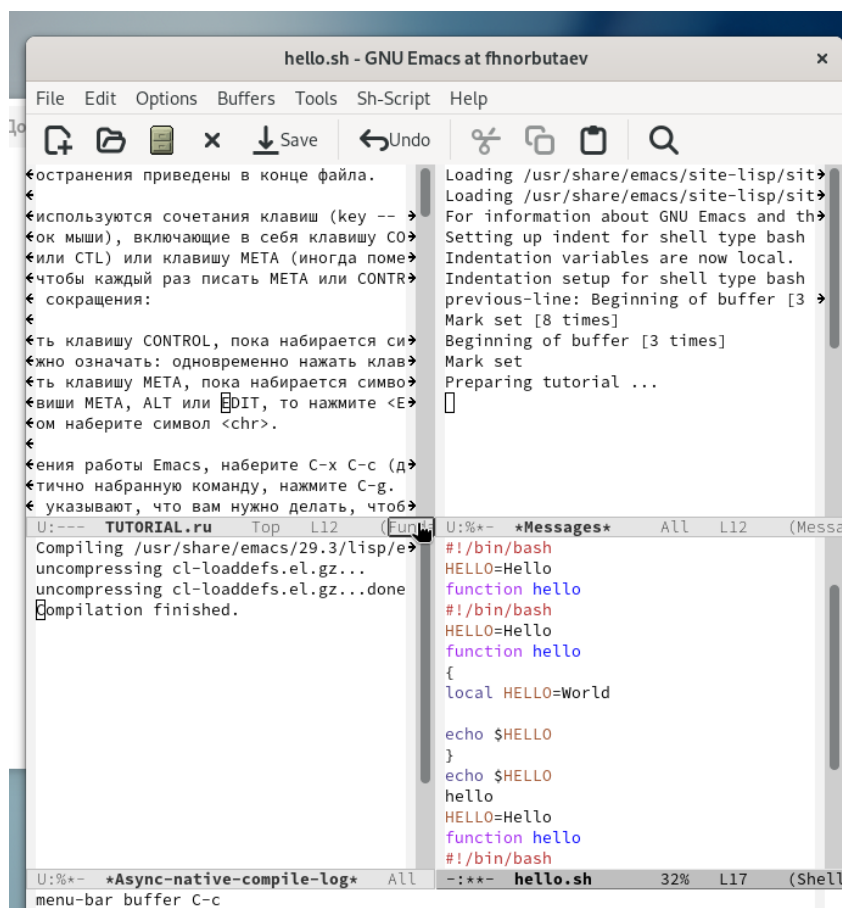 hello.sh - GNU Emacs at fhnorbutaev
File Edit Options Buffers Tools Sh-Script Help
Save Undo
остранения приведены в конце файла.
используются сочетания клавиш (key --
ок мыши), включающие в себя клавишу CO
или CTL) или клавишу META (иногда поме
чтобы каждый раз писать META или CONTR
сокращения:
ть клавишу CONTROL, пока набирается си
жно означать: одновременно нажать клав
ть клавишу META, пока набирается симво
виши META, ALT или EDIT, то нажмите <E
ом наберите символ <chr>.
ения работы Emacs, наберите C-x C-c (д
тично набранную команду, нажмите C-g.
указывают, что вам нужно делать, чтоб
U:--- TUTORIAL.ru Top L12 (Funda
Loading /usr/share/emacs/site-lisp/sit
Loading /usr/share/emacs/site-lisp/sit
For information about GNU Emacs and th
Setting up indent for shell type bash
Indentation variables are now local.
Indentation setup for shell type bash
previous-line: Beginning of buffer [3
Mark set [8 times]
Beginning of buffer [3 times]
Mark set
Preparing tutorial ...
U:%*- *Messages* All L12 (Messa
Compiling /usr/share/emacs/29.3/lisp/e
uncompressing cl-loaddefs.el.gz...
uncompressing cl-loaddefs.el.gz...done
Compilation finished.
U:%*- *Async-native-compile-log* All
#!/bin/bash
HELLO=Hello
function hello
#!/bin/bash
HELLO=Hello
function hello
{
local HELLO=World
echo $HELLO
}
echo $HELLO
hello
HELLO=Hello
function hello
#!/bin/bash
-:**- hello.sh 32% L17 (Shell
menu-bar buffer C-c